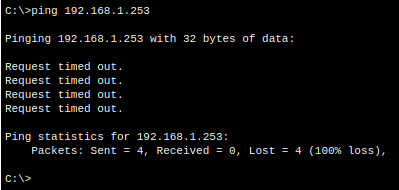 C:\>ping 192.168.1.253
Pinging 192.168.1.253 with 32 bytes of data:
Request timed out.
Request timed out.
Request timed out.
Request timed out.
Ping statistics for 192.168.1.253:
    Packets: Sent = 4, Received = 0, Lost = 4 (100% loss),
C:\>